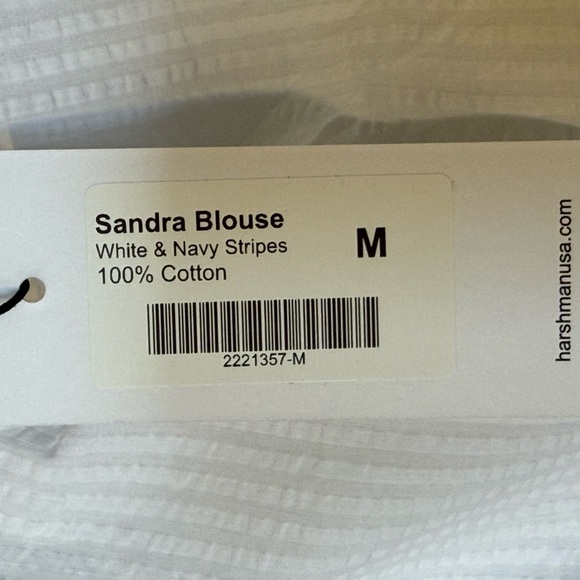 Sandra Blouse
White & Navy Stripes
100% Cotton
M
2221357-M
harshmanusa.com